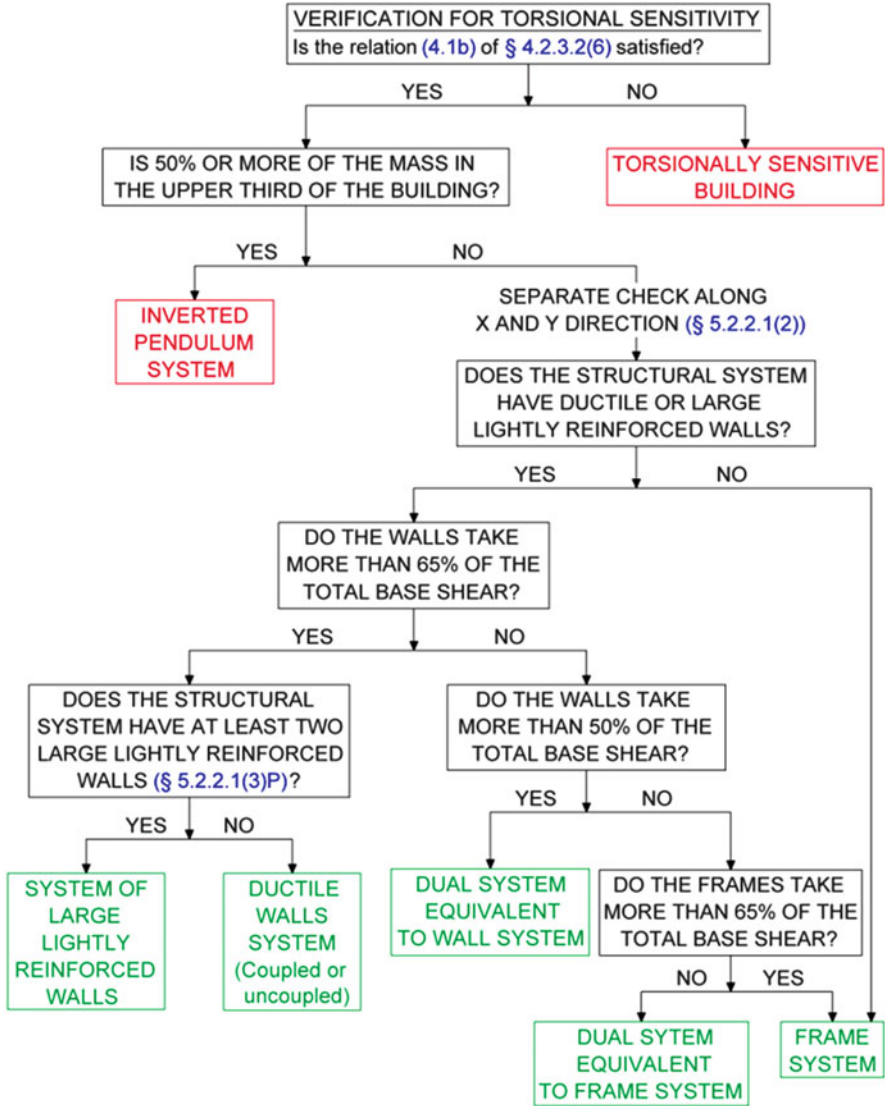 VERIFICATION FOR TORSIONAL SENSITIVITY
Is the relation (4.1b) of § 4.2.3.2(6) satisfied?
YES
NO
IS 50% OR MORE OF THE MASS IN
THE UPPER THIRD OF THE BUILDING?
TORSIONALLY SENSITIVE
BUILDING
YES
NO
INVERTED
PENDULUM
SYSTEM
SEPARATE CHECK ALONG
X AND Y DIRECTION (§ 5.2.2.1(2))
DOES THE STRUCTURAL SYSTEM
HAVE DUCTILE OR LARGE
LIGHTLY REINFORCED WALLS?
YES
NO
DO THE WALLS TAKE
MORE THAN 65% OF THE
TOTAL BASE SHEAR?
YES
NO
DOES THE STRUCTURAL
SYSTEM HAVE AT LEAST TWO
LARGE LIGHTLY REINFORCED
WALLS (§ 5.2.2.1(3)P)?
DO THE WALLS TAKE
MORE THAN 50% OF THE
TOTAL BASE SHEAR?
YES
NO
YES
NO
SYSTEM OF
LARGE
LIGHTLY
REINFORCED
WALLS
DUCTILE
WALLS
SYSTEM
(Coupled or
uncoupled)
DUAL SYSTEM
EQUIVALENT
TO WALL SYSTEM
DO THE FRAMES TAKE
MORE THAN 65% OF THE
TOTAL BASE SHEAR?
NO
YES
DUAL SYTEM
EQUIVALENT
TO FRAME SYSTEM
FRAME
SYSTEM